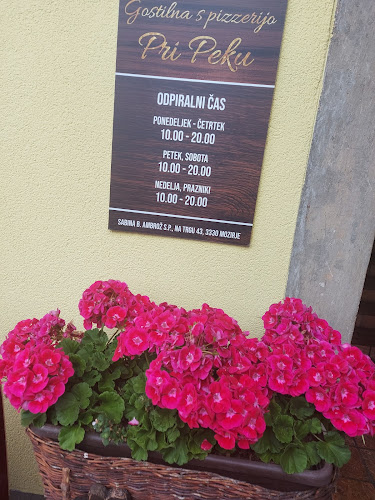 Gostilna s pizzerijo
Pri Peku
ODPIRALNI ČAS
PONEDELJEK - ČETRTEK
10.00 - 20.00
PETEK, SOBOTA
10.00 - 20.00
NEDELJA, PRAZNIKI
10.00 - 20.00
SABINA B. AMBROŽ S.P., NA TRGU 43, 3330 MOZIRJE